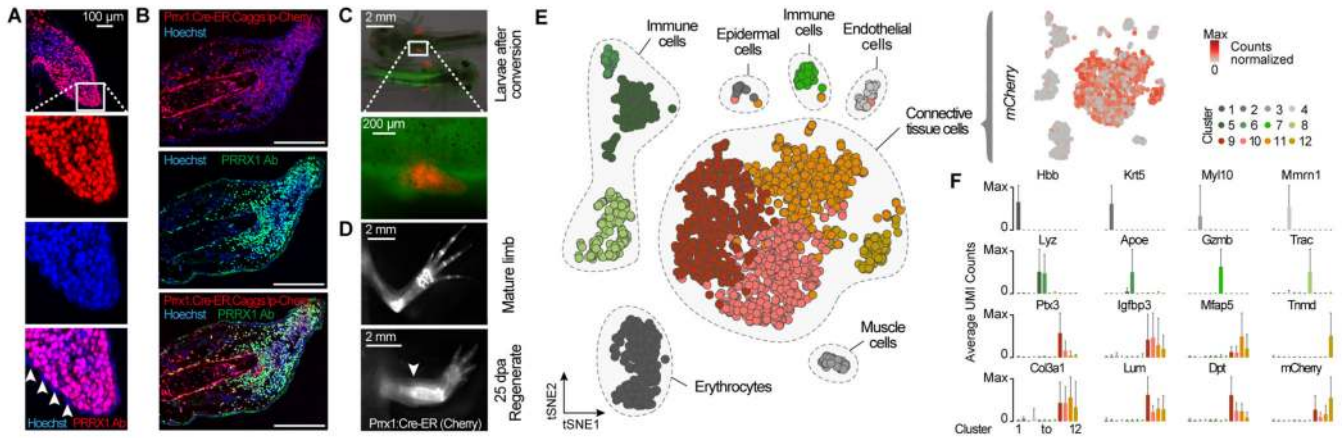 A
100 µm
Hoechst PRRX1 Ab
B
Prrx1:Cre-ER;Caggs:lp-Cherry
Hoechst
Hoechst PRRX1 Ab
Prrx1:Cre-ER;Caggs:lp-Cherry
Hoechst PRRX1 Ab
C
2 mm
Larvae after
conversion
200 µm
D
2 mm
Mature limb
2 mm
25 dpa
Regenerate
Prrx1:Cre-ER (Cherry)
E
Immune
cells
Epidermal
cells
Immune
cells
Endothelial
cells
Connective
tissue cells
Muscle
cells
Erythrocytes
tSNE2
tSNE1
mCherry
Max
0
Counts
normalized
Cluster
1 2 3 4
5 6 7 8
9 10 11 12
F
Average UMI Counts
Hbb Krt5 Myl10 Mmrn1
Max
0
Lyz Apoe Gzmb Trac
Max
0
Ptx3 Igfbp3 Mfap5 Tnmd
Max
0
Col3a1 Lum Dpt mCherry
Max
0
Cluster 1 to 12